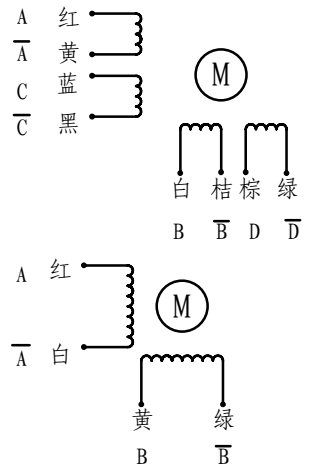 A 红
A̅ 黄
C 蓝
C̅ 黑
M
白 桔 棕 绿
B B̅ D D̅
A 红
A̅ 白
M
黄 绿
B B̅